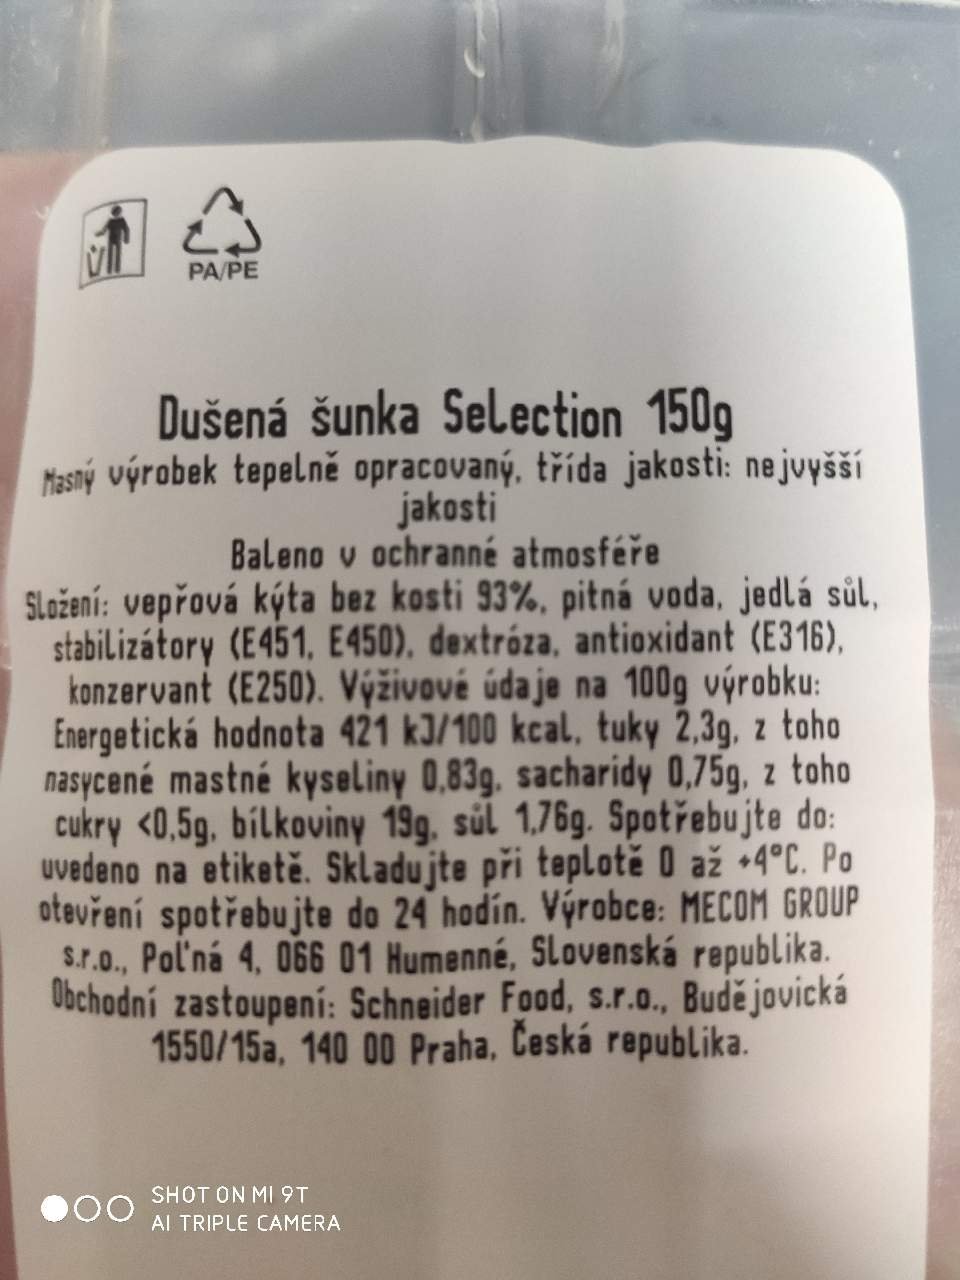 PA/PE
Dušená šunka Selection 150g
Masný výrobek tepelně opracovaný, třída jakosti: nejvyšší
jakosti
Baleno v ochranné atmosféře
Složení: vepřová kýta bez kosti 93%, pitná voda, jedlá sůl,
stabilizátory (E451, E450), dextróza, antioxidant (E316),
konzervant (E250). Výživové údaje na 100g výrobku:
Energetická hodnota 421 kJ/100 kcal, tuky 2,3g, z toho
nasycené mastné kyseliny 0,83g, sacharidy 0,75g, z toho
cukry <0,5g, bílkoviny 19g, sůl 1,76g. Spotřebujte do:
uvedeno na etiketě. Skladujte při teplotě 0 až +4°C. Po
otevření spotřebujte do 24 hodín. Výrobce: MECOM GROUP
s.r.o., Poľná 4, 066 01 Humenné, Slovenská republika.
Obchodní zastoupení: Schneider Food, s.r.o., Budějovická
1550/15a, 140 00 Praha, Česká republika.
SHOT ON MI 9T
AI TRIPLE CAMERA